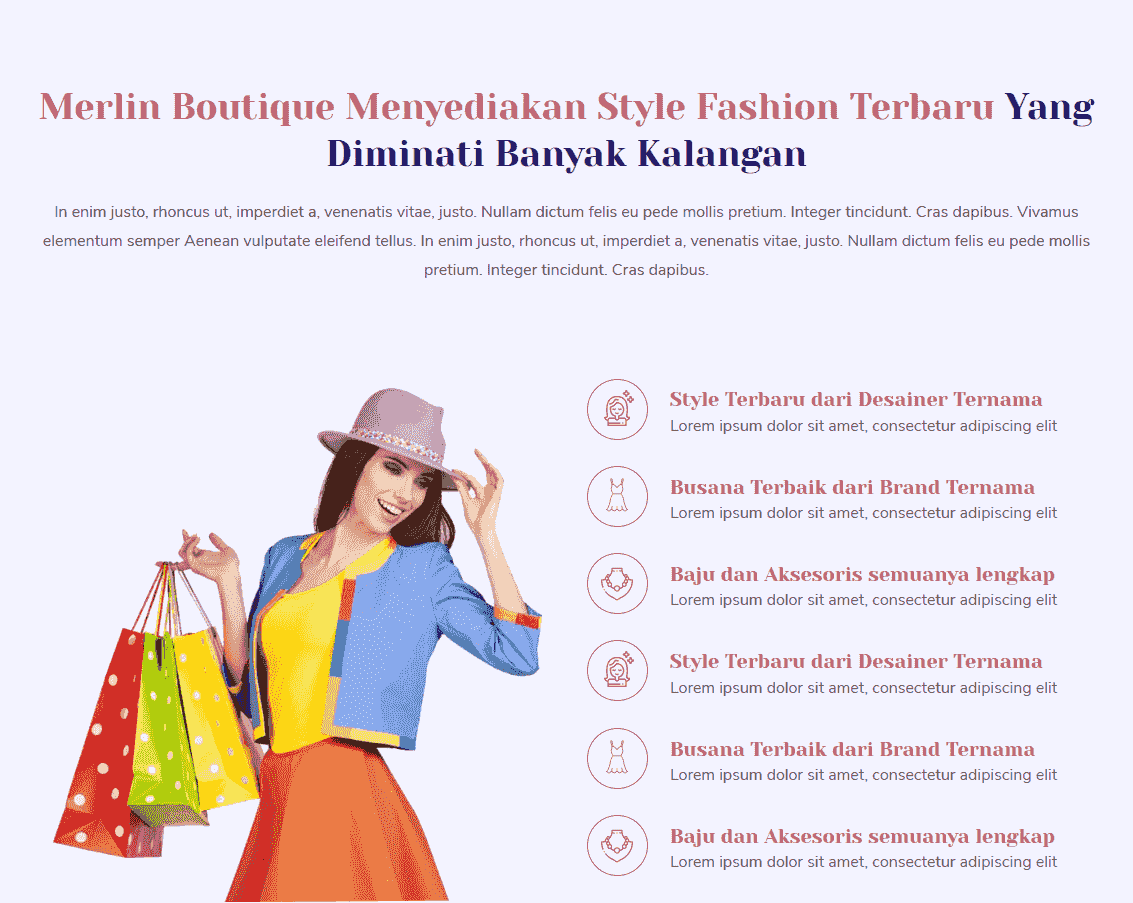 Merlin Boutique Menyediakan Style Fashion Terbaru Yang
Diminati Banyak Kalangan
In enim justo, rhoncus ut, imperdiet a, venenatis vitae, justo. Nullam dictum felis eu pede mollis pretium. Integer tincidunt. Cras dapibus. Vivamus
elementum semper Aenean vulputate eleifend tellus. In enim justo, rhoncus ut, imperdiet a, venenatis vitae, justo. Nullam dictum felis eu pede mollis
pretium. Integer tincidunt. Cras dapibus.
Style Terbaru dari Desainer Ternama
Lorem ipsum dolor sit amet, consectetur adipiscing elit
Busana Terbaik dari Brand Ternama
Lorem ipsum dolor sit amet, consectetur adipiscing elit
Baju dan Aksesoris semuanya lengkap
Lorem ipsum dolor sit amet, consectetur adipiscing elit
Style Terbaru dari Desainer Ternama
Lorem ipsum dolor sit amet, consectetur adipiscing elit
Busana Terbaik dari Brand Ternama
Lorem ipsum dolor sit amet, consectetur adipiscing elit
Baju dan Aksesoris semuanya lengkap
Lorem ipsum dolor sit amet, consectetur adipiscing elit